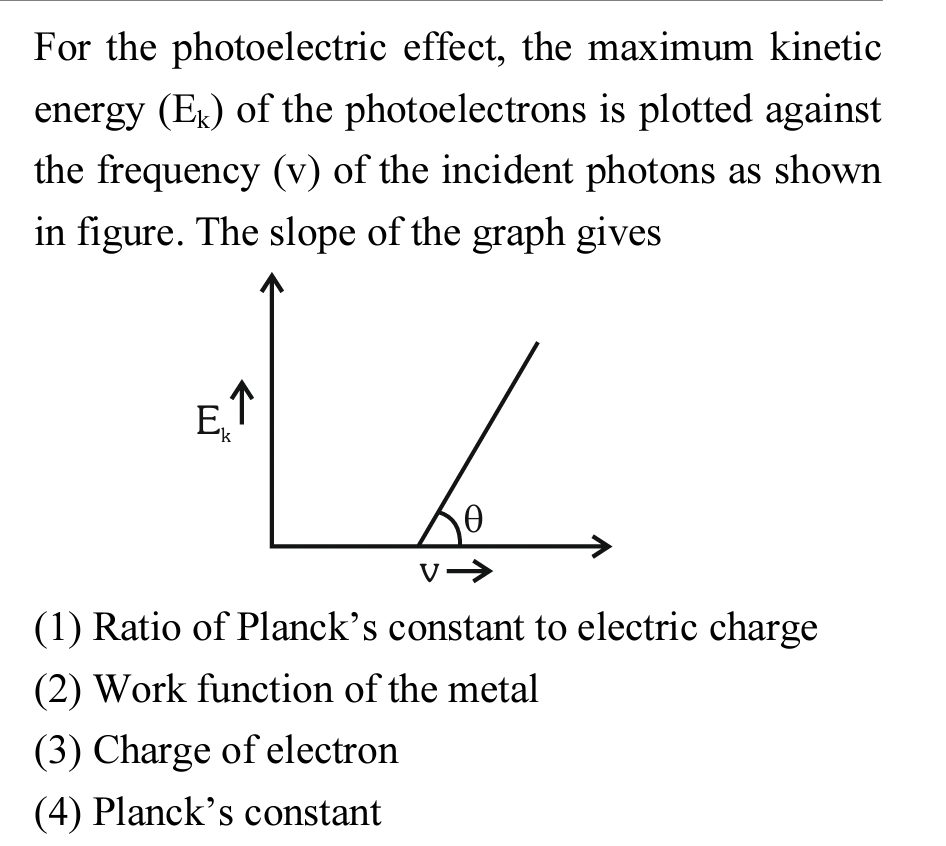 For the photoelectric effect, the maximum kinetic
energy (Eₖ) of the photoelectrons is plotted against
the frequency (v) of the incident photons as shown
in figure. The slope of the graph gives
Eₖ↑
θ
ν→
(1) Ratio of Planck’s constant to electric charge
(2) Work function of the metal
(3) Charge of electron
(4) Planck’s constant